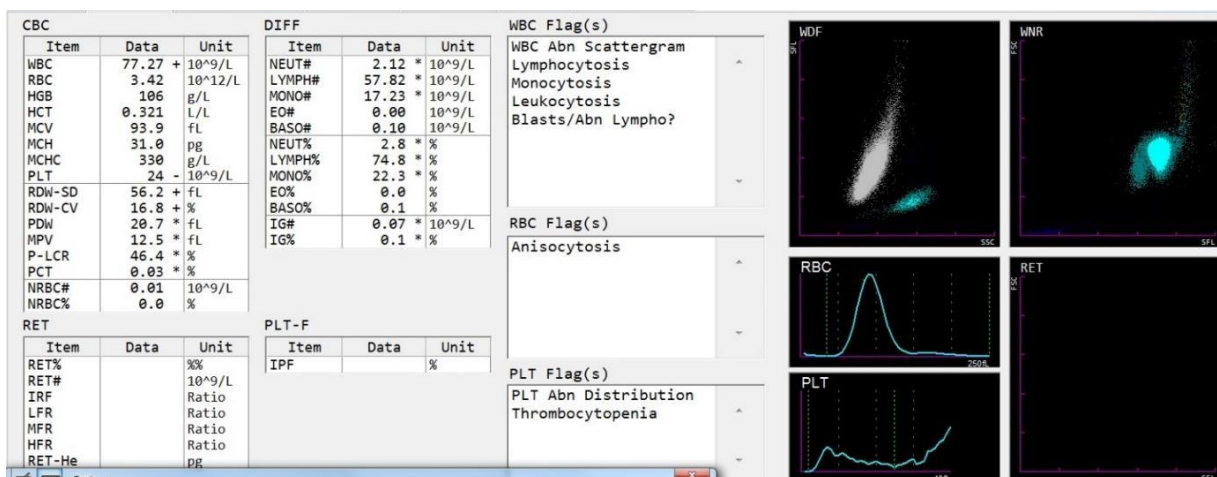 CBC
Item Data Unit
WBC 77.27 + 10^9/L
RBC 3.42 10^12/L
HGB 106 g/L
HCT 0.321 L/L
MCV 93.9 fL
MCH 31.0 pg
MCHC 330 g/L
PLT 24 - 10^9/L
RDW-SD 56.2 + fL
RDW-CV 16.8 + %
PDW 20.7 * fL
MPV 12.5 * fL
P-LCR 46.4 * %
PCT 0.03 * %
NRBC# 0.01 10^9/L
NRBC% 0.0 %
RET
Item Data Unit
RET% %%
RET# 10^9/L
IRF Ratio
LFR Ratio
MFR Ratio
HFR Ratio
RET-He pg
DIFF
Item Data Unit
NEUT# 2.12 * 10^9/L
LYMPH# 57.82 * 10^9/L
MONO# 17.23 * 10^9/L
EO# 0.00 10^9/L
BASO# 0.10 10^9/L
NEUT% 2.8 * %
LYMPH% 74.8 * %
MONO% 22.3 * %
EO% 0.0 %
BASO% 0.1 %
IG# 0.07 * 10^9/L
IG% 0.1 * %
PLT-F
Item Data Unit
IPF %
WBC Flag(s)
WBC Abn Scattergram
Lymphocytosis
Monocytosis
Leukocytosis
Blasts/Abn Lympho?
RBC Flag(s)
Anisocytosis
PLT Flag(s)
PLT Abn Distribution
Thrombocytopenia
WDF
SFL
SSC
WNR
FSC
SFL
RBC
250fL
RET
FSC
PLT